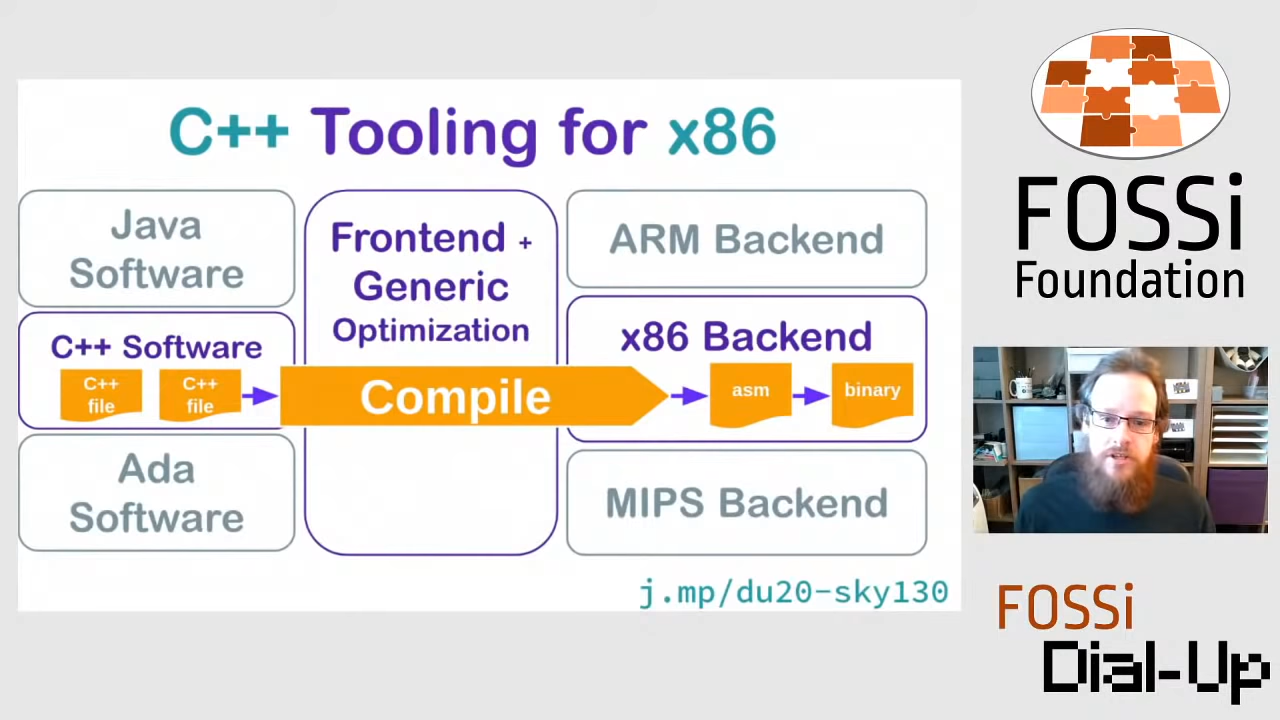 C++ Tooling for x86
Java
Software
C++ Software
C++
file
C++
file
Ada
Software
Frontend +
Generic
Optimization
Compile
ARM Backend
x86 Backend
asm
binary
MIPS Backend
j.mp/du20-sky130
FOSSi
Foundation
FOSSi
Dial-Up